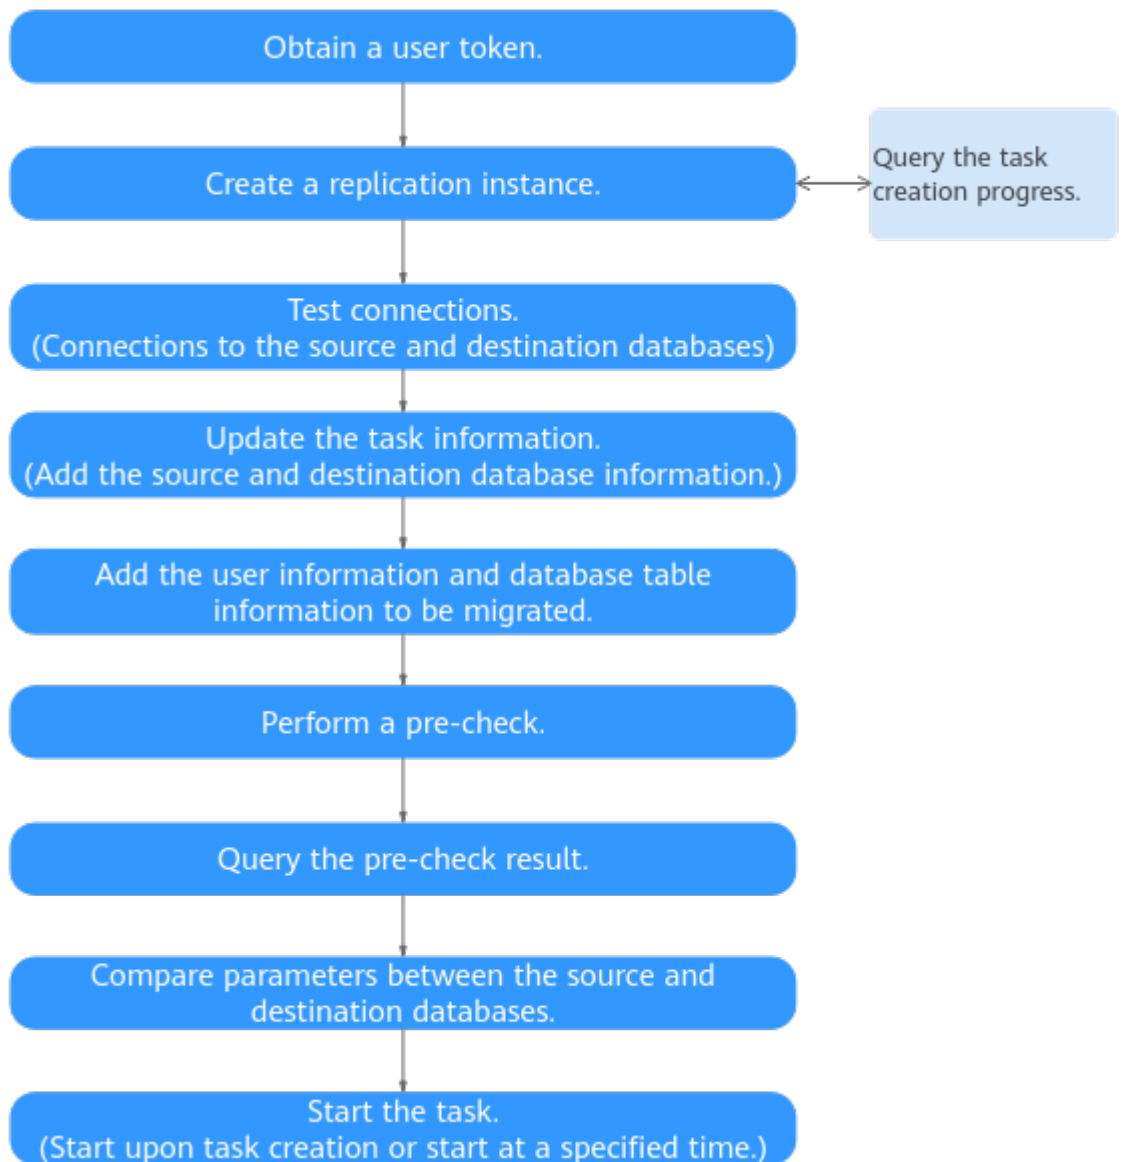 Obtain a user token.
Create a replication instance.
Query the task
creation progress.
Test connections.
(Connections to the source and destination databases)
Update the task information.
(Add the source and destination database information.)
Add the user information and database table
information to be migrated.
Perform a pre-check.
Query the pre-check result.
Compare parameters between the source and
destination databases.
Start the task.
(Start upon task creation or start at a specified time.)